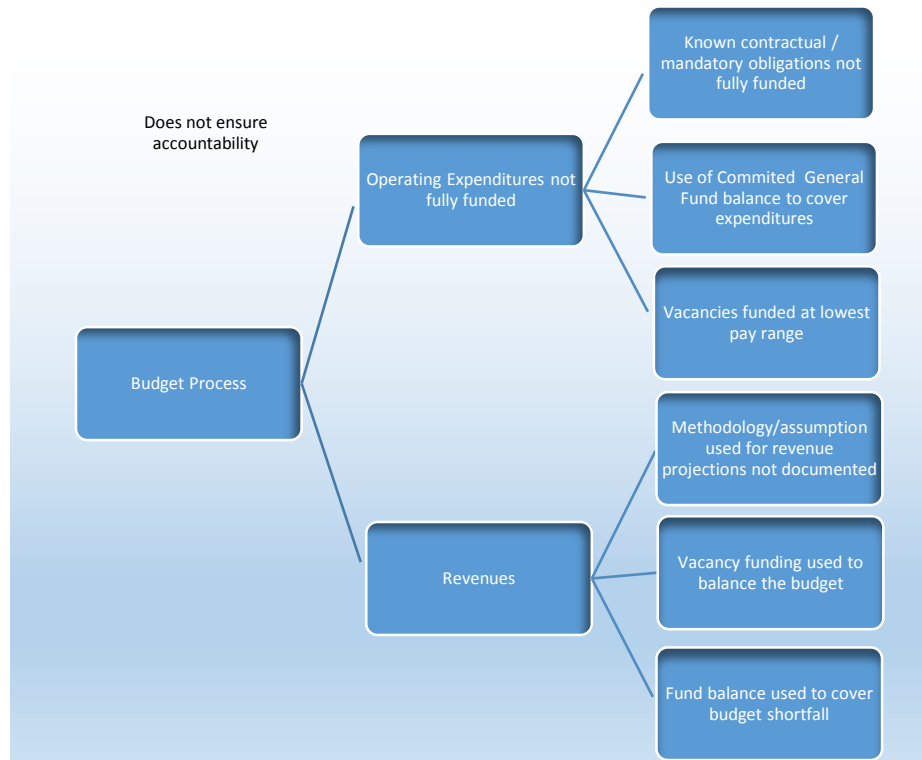 Does not ensure
accountability
Budget Process
Operating Expenditures not
fully funded
Known contractual /
mandatory obligations not
fully funded
Use of Commited  General
Fund balance to cover
expenditures
Vacancies funded at lowest
pay range
Revenues
Methodology/assumption
used for revenue
projections not documented
Vacancy funding used to
balance the budget
Fund balance used to cover
budget shortfall